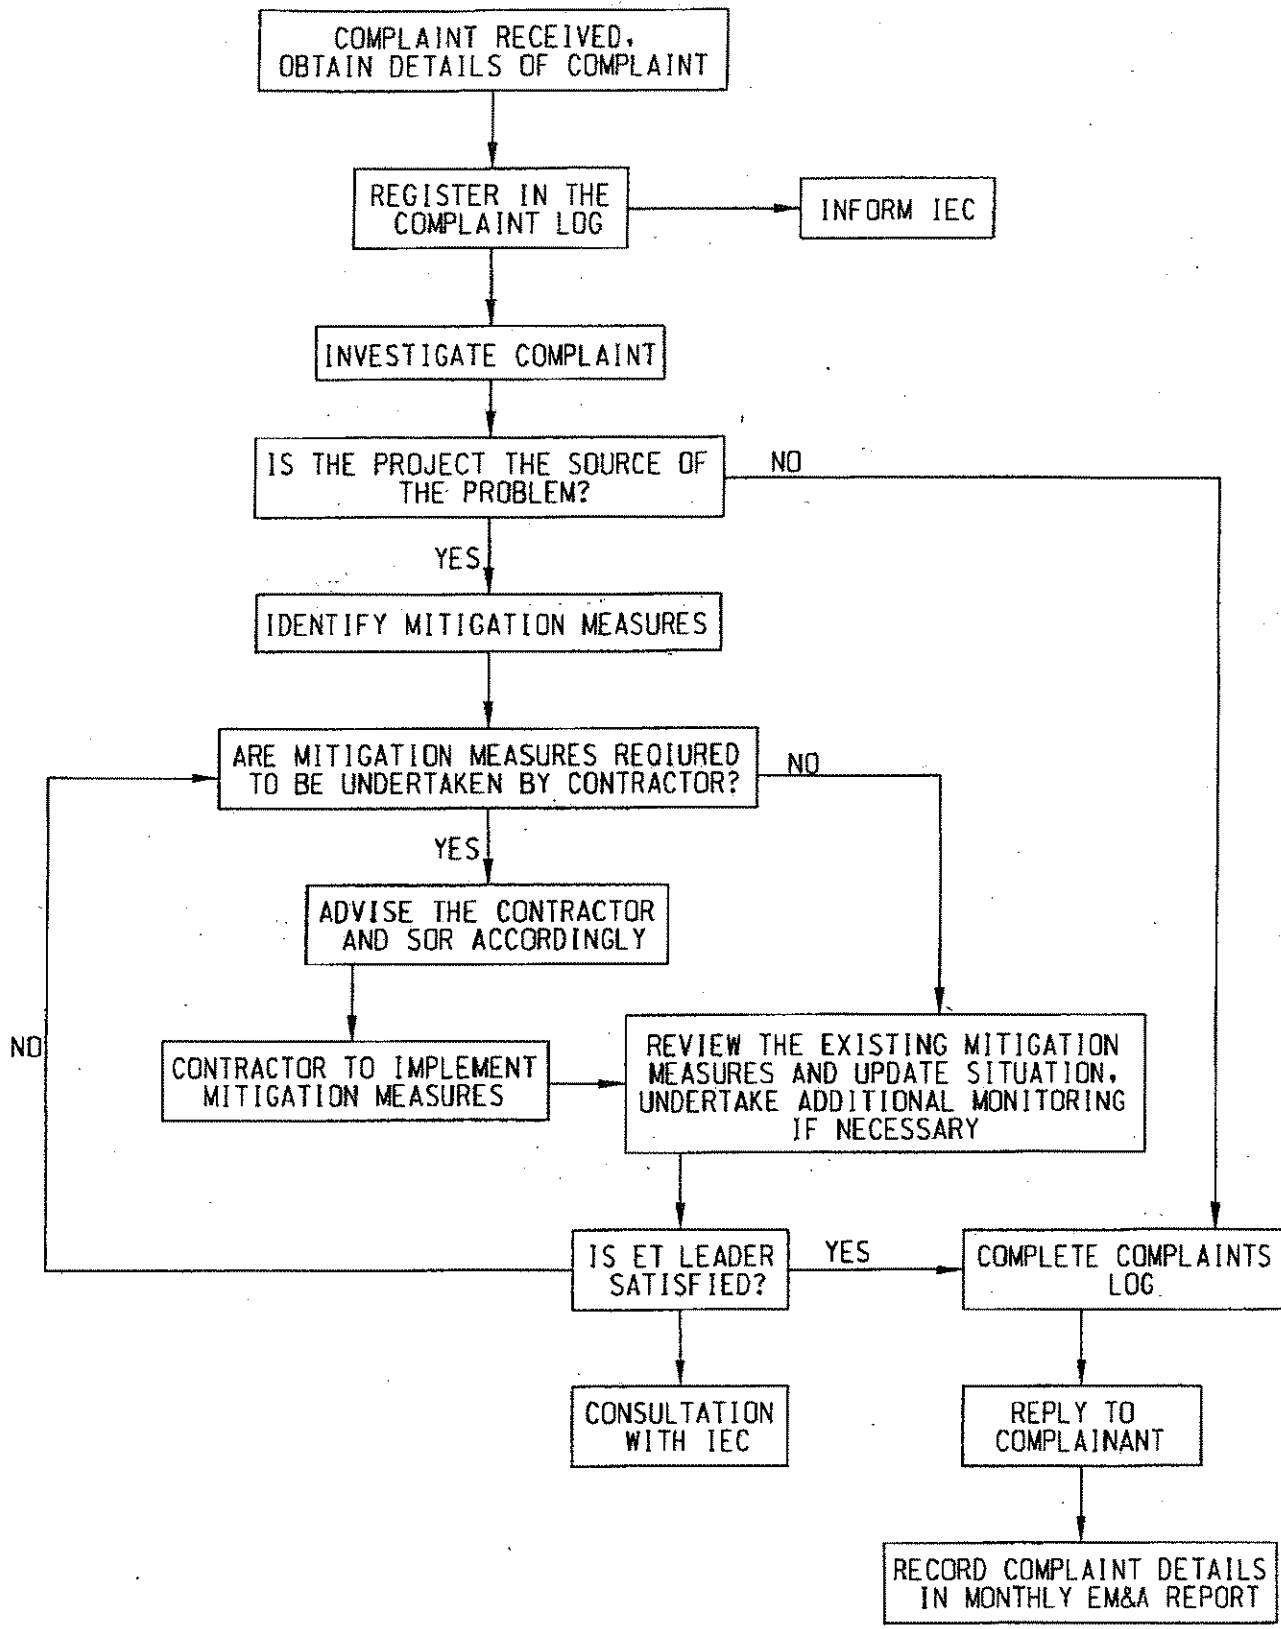 COMPLAINT RECEIVED,
OBTAIN DETAILS OF COMPLAINT
REGISTER IN THE
COMPLAINT LOG
INFORM IEC
INVESTIGATE COMPLAINT
IS THE PROJECT THE SOURCE OF
THE PROBLEM?
NO
YES
IDENTIFY MITIGATION MEASURES
ARE MITIGATION MEASURES REQIURED
TO BE UNDERTAKEN BY CONTRACTOR?
NO
YES
ADVISE THE CONTRACTOR
AND SOR ACCORDINGLY
NO
CONTRACTOR TO IMPLEMENT
MITIGATION MEASURES
REVIEW THE EXISTING MITIGATION
MEASURES AND UPDATE SITUATION,
UNDERTAKE ADDITIONAL MONITORING
IF NECESSARY
IS ET LEADER
SATISFIED?
YES
COMPLETE COMPLAINTS
LOG
CONSULTATION
WITH IEC
REPLY TO
COMPLAINANT
RECORD COMPLAINT DETAILS
IN MONTHLY EM&A REPORT